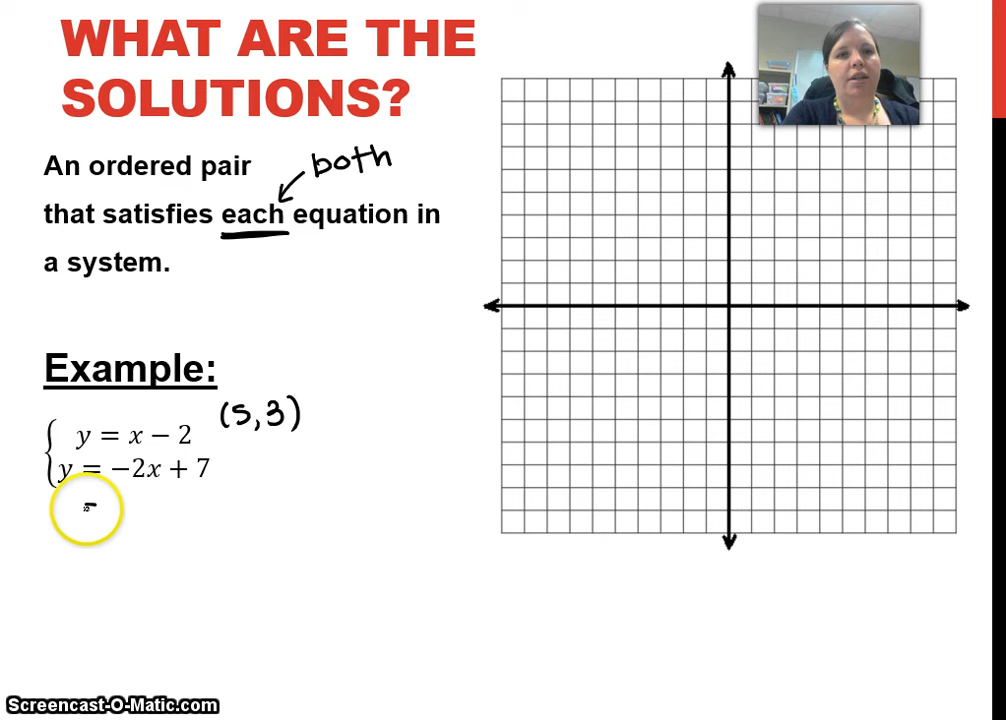 WHAT ARE THE
SOLUTIONS?
An ordered pair
both
that satisfies each equation in
a system.
Example:
(5,3)
y = x − 2
y = −2x + 7
=
Screencast-O-Matic.com